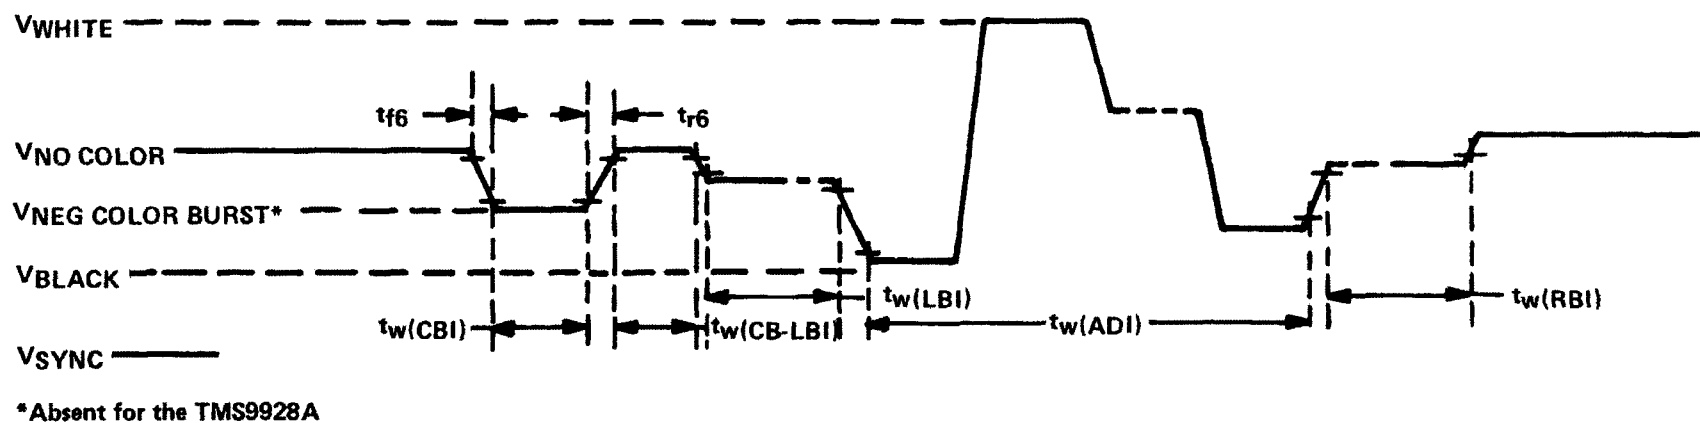 VWHITE
tf6
tr6
VNO COLOR
VNEG COLOR BURST*
VBLACK
tw(LBI)
tw(RBI)
tw(CBI)
tw(CB-LBI)
tw(ADI)
VSYNC
*Absent for the TMS9928A